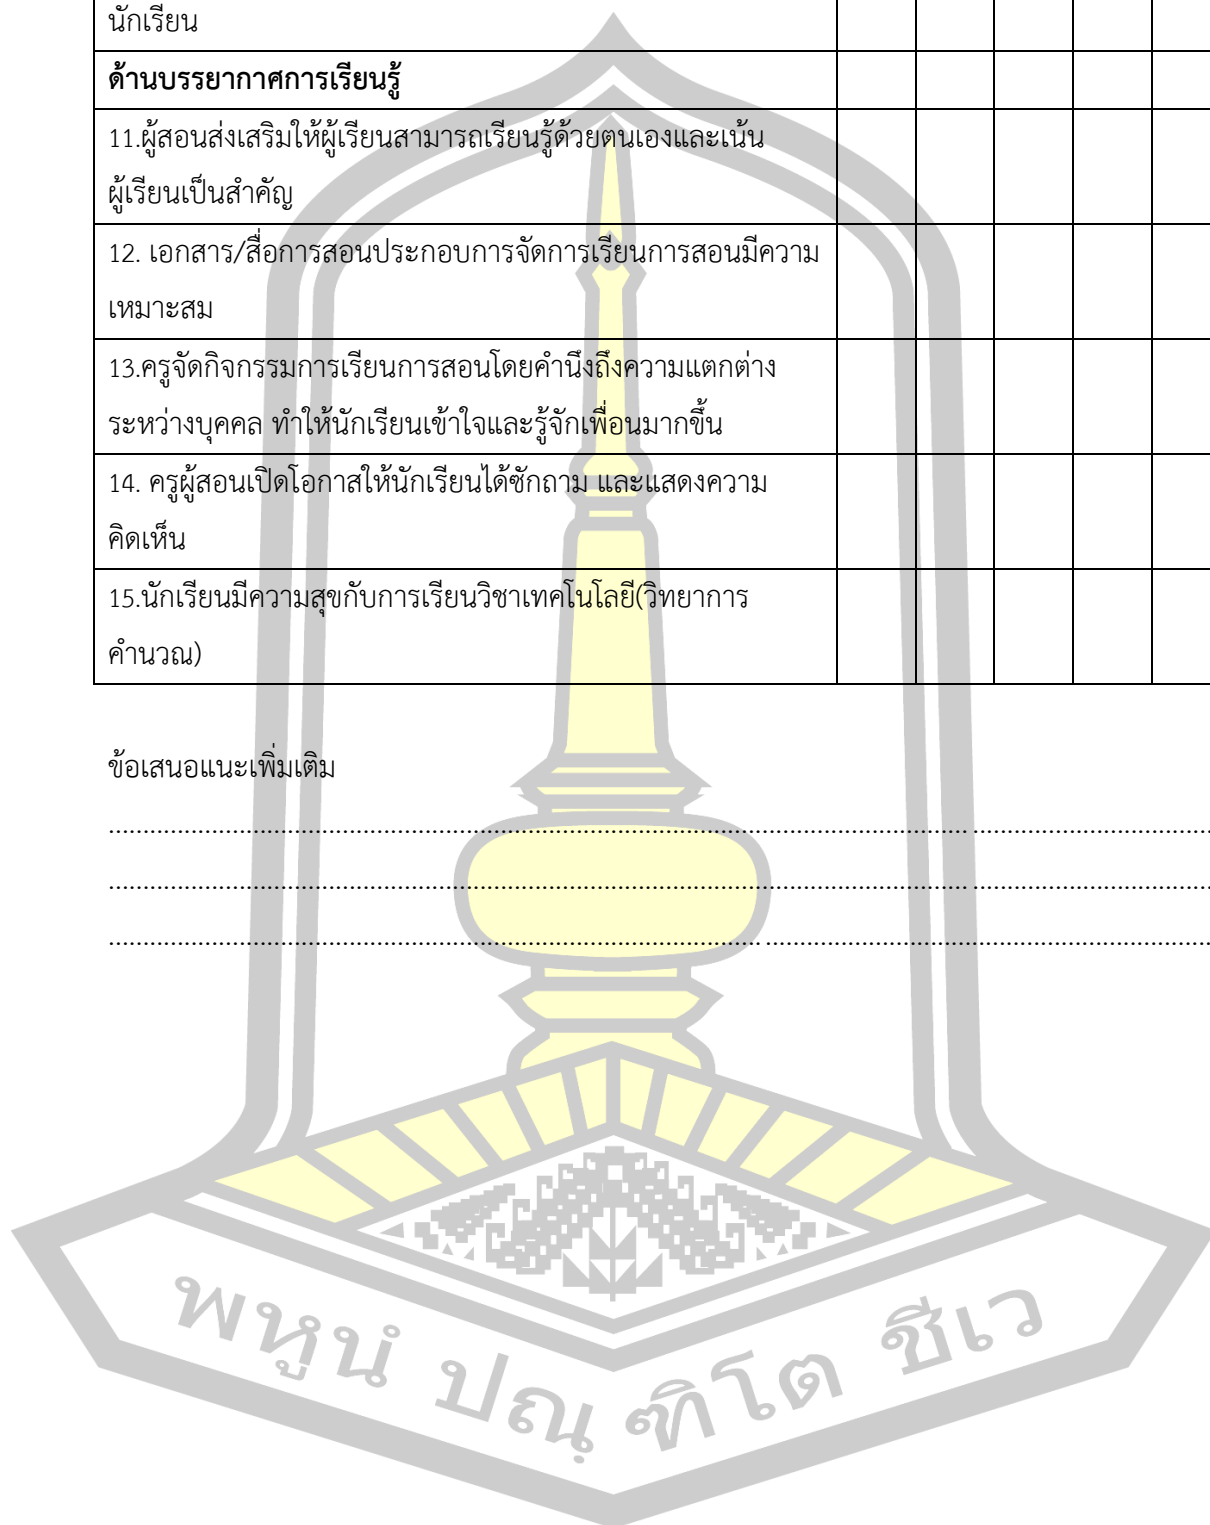 นักเรียน
ด้านบรรยากาศการเรียนรู้
11.ผู้สอนส่งเสริมให้ผู้เรียนสามารถเรียนรู้ด้วยตนเองและเน้น
ผู้เรียนเป็นสำคัญ
12. เอกสาร/สื่อการสอนประกอบการจัดการเรียนการสอนมีความ
เหมาะสม
13.ครูจัดกิจกรรมการเรียนการสอนโดยคำนึงถึงความแตกต่าง
ระหว่างบุคคล ทำให้นักเรียนเข้าใจและรู้จักเพื่อนมากขึ้น
14. ครูผู้สอนเปิดโอกาสให้นักเรียนได้ซักถาม และแสดงความ
คิดเห็น
15.นักเรียนมีความสุขกับการเรียนวิชาเทคโนโลยี(วิทยาการ
คำนวณ)
ข้อเสนอแนะเพิ่มเติม
พหูนํ ปณฺฑิโต ชีเว